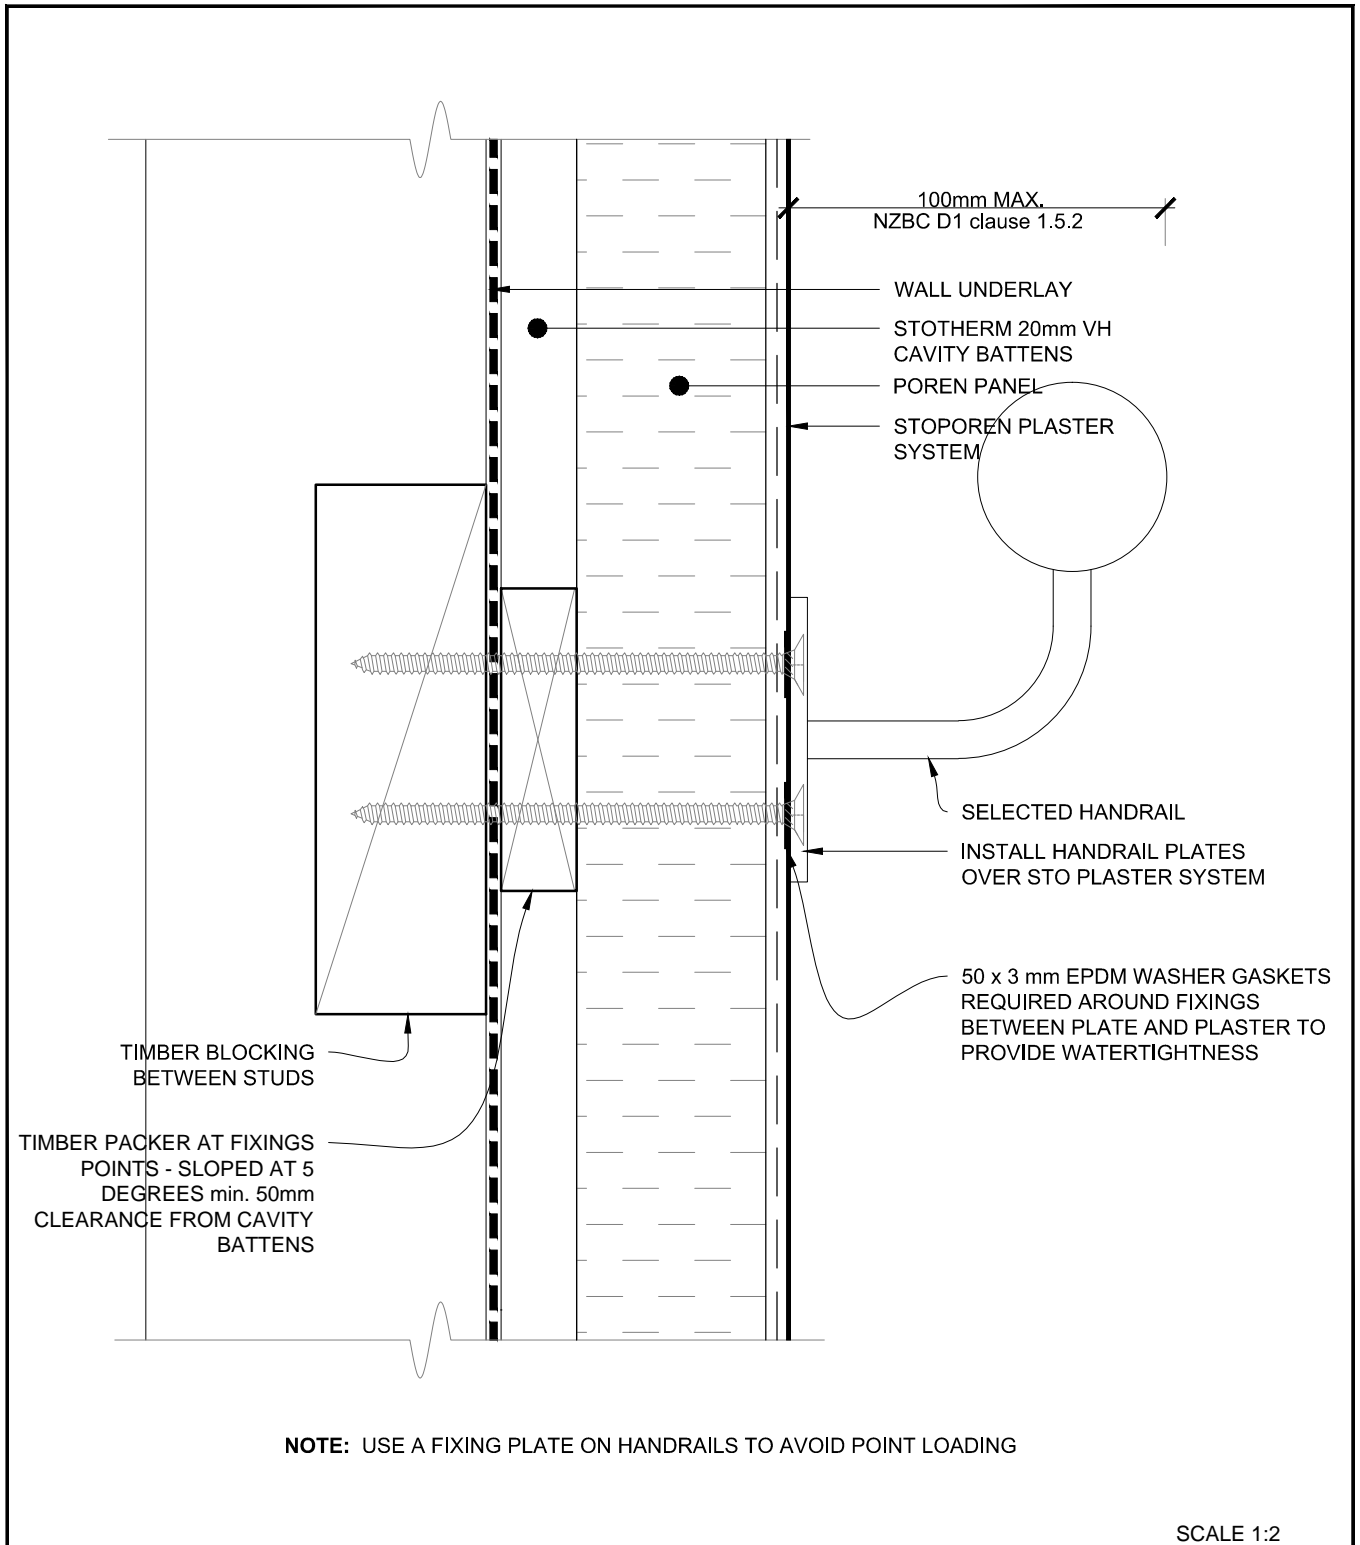 100mm MAX.
NZBC D1 clause 1.5.2
WALL UNDERLAY
STOTHERM 20mm VH
CAVITY BATTENS
POREN PANEL
STOPOREN PLASTER
SYSTEM
SELECTED HANDRAIL
INSTALL HANDRAIL PLATES
OVER STO PLASTER SYSTEM
50 x 3 mm EPDM WASHER GASKETS
REQUIRED AROUND FIXINGS
BETWEEN PLATE AND PLASTER TO
PROVIDE WATERTIGHTNESS
TIMBER BLOCKING
BETWEEN STUDS
TIMBER PACKER AT FIXINGS
POINTS - SLOPED AT 5
DEGREES min. 50mm
CLEARANCE FROM CAVITY
BATTENS
NOTE: USE A FIXING PLATE ON HANDRAILS TO AVOID POINT LOADING
SCALE 1:2